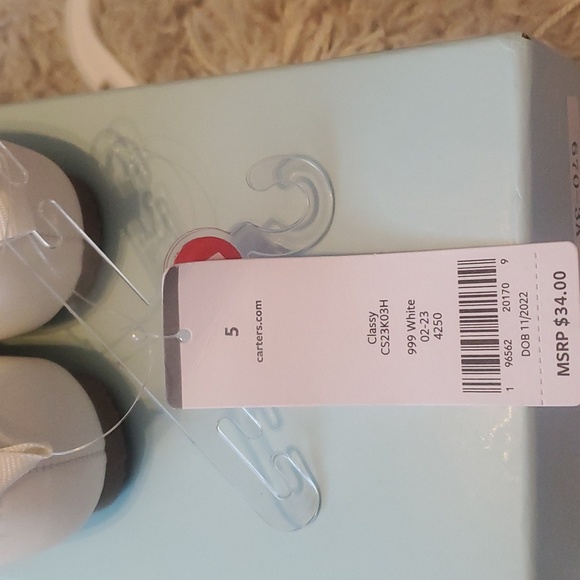 5
carters.com
Classy
CS23K03H
999 White
02-23
4250
1 96562 20170 9
DOB 11/2022
MSRP $34.00